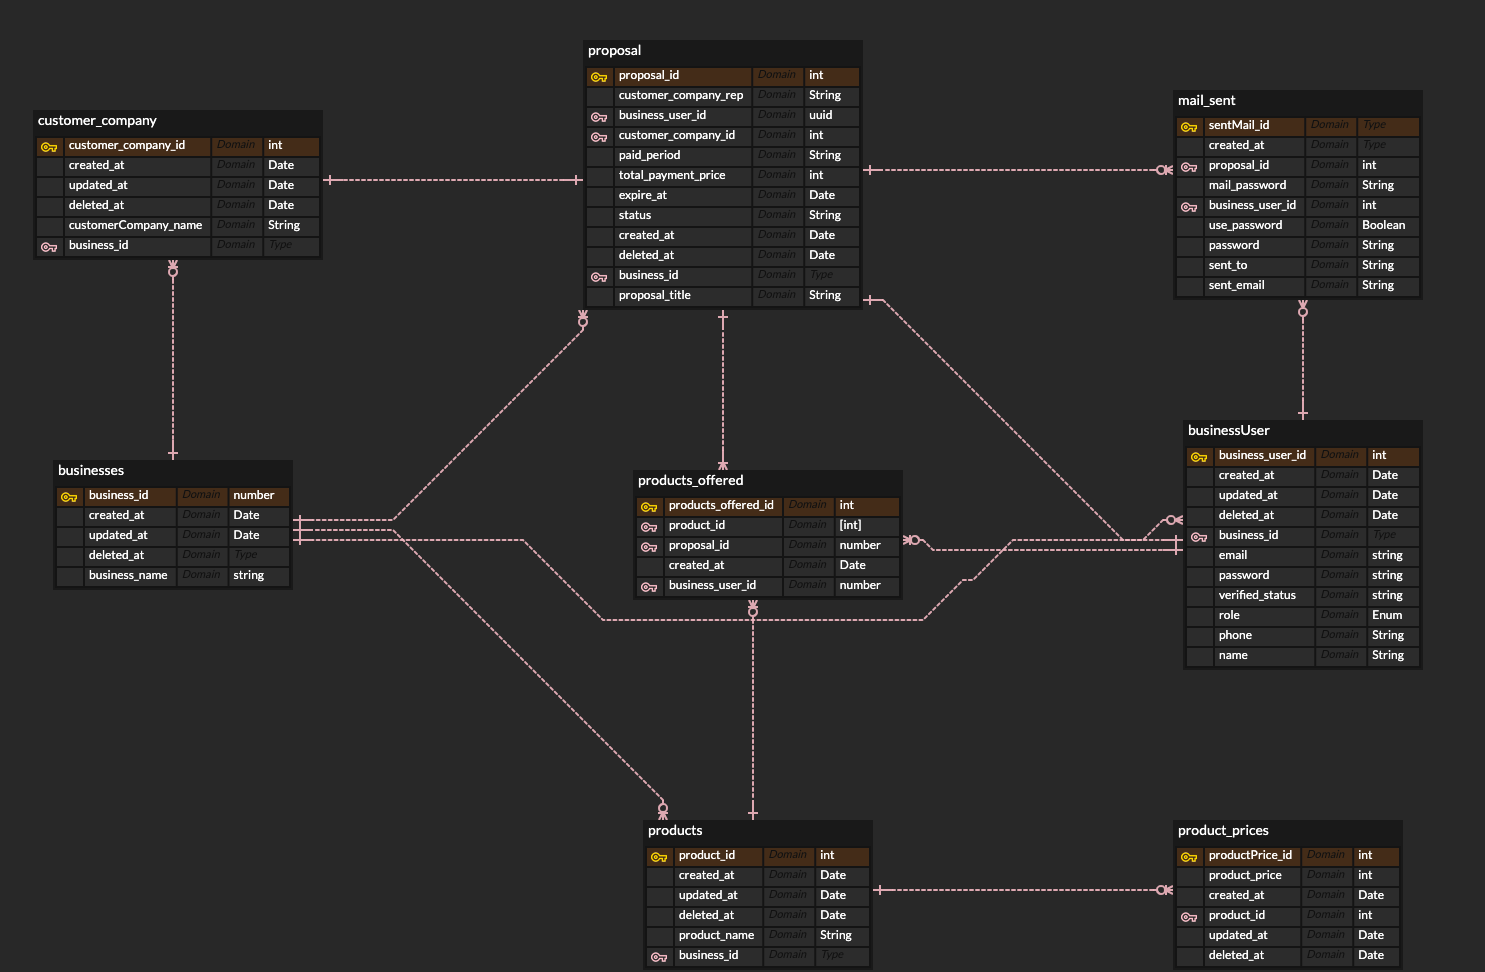 proposal
proposal_id Domain int
customer_company_rep Domain String
business_user_id Domain uuid
customer_company_id Domain int
paid_period Domain String
total_payment_price Domain int
expire_at Domain Date
status Domain String
created_at Domain Date
deleted_at Domain Date
business_id Domain Type
proposal_title Domain String
mail_sent
sentMail_id Domain Type
created_at Domain Type
proposal_id Domain int
mail_password Domain String
business_user_id Domain int
use_password Domain Boolean
password Domain String
sent_to Domain String
sent_email Domain String
customer_company
customer_company_id Domain int
created_at Domain Date
updated_at Domain Date
deleted_at Domain Date
customerCompany_name Domain String
business_id Domain Type
businessUser
business_user_id Domain int
created_at Domain Date
updated_at Domain Date
deleted_at Domain Date
business_id Domain Type
email Domain string
password Domain string
verified_status Domain string
role Domain Enum
phone Domain String
name Domain String
businesses
business_id Domain number
created_at Domain Date
updated_at Domain Date
deleted_at Domain Type
business_name Domain string
products_offered
products_offered_id Domain int
product_id Domain [int]
proposal_id Domain number
created_at Domain Date
business_user_id Domain number
products
product_id Domain int
created_at Domain Date
updated_at Domain Date
deleted_at Domain Date
product_name Domain String
business_id Domain Type
product_prices
productPrice_id Domain int
product_price Domain int
created_at Domain Date
product_id Domain int
updated_at Domain Date
deleted_at Domain Date